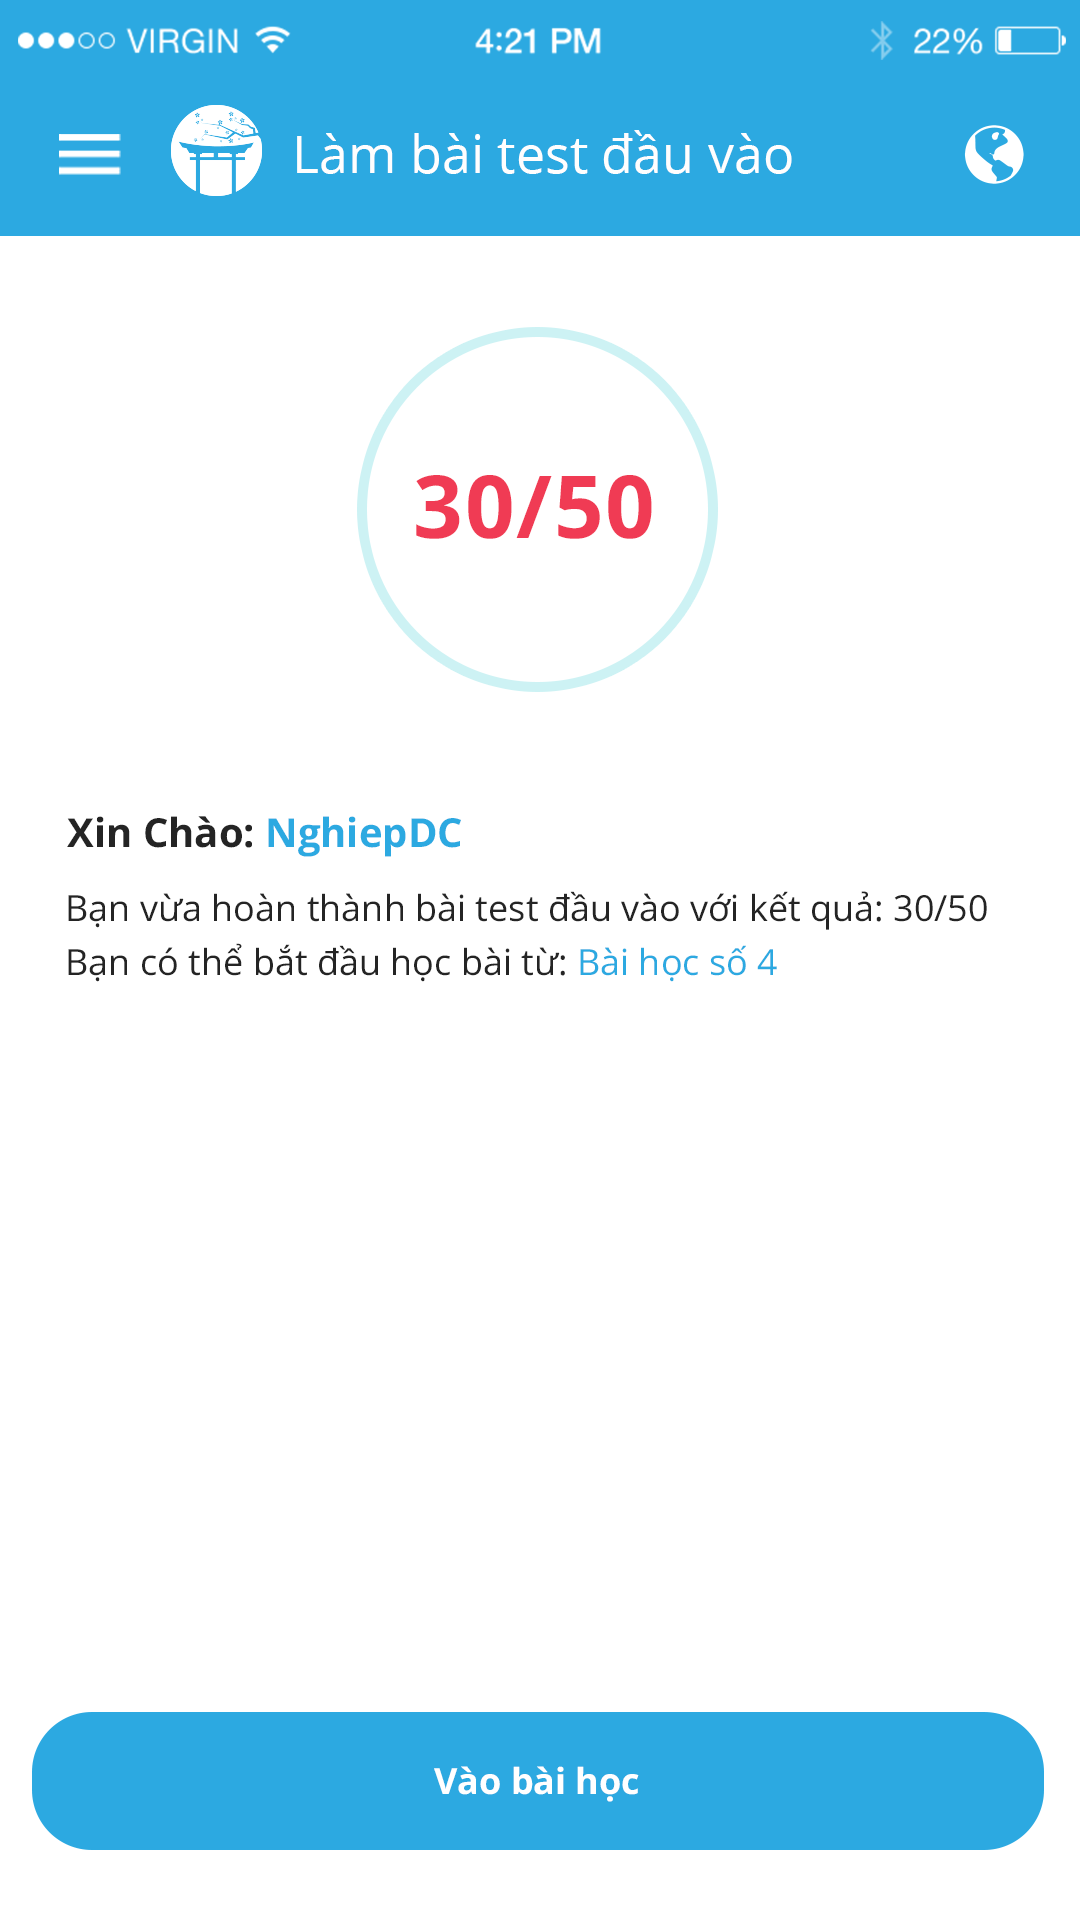 VIRGIN 4:21 PM 22%
Làm bài test đầu vào
30/50
Xin Chào: NghiepDC
Bạn vừa hoàn thành bài test đầu vào với kết quả: 30/50
Bạn có thể bắt đầu học bài từ: Bài học số 4
Vào bài học